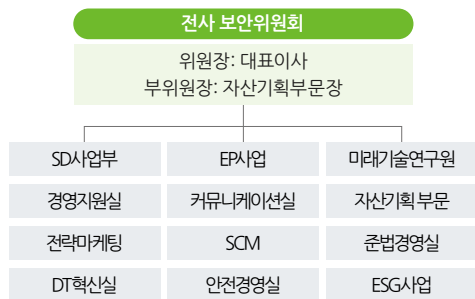 전사 보안위원회
위원장: 대표이사
부위원장: 자산기획부문장
SD사업부
EP사업
미래기술연구원
경영지원실
커뮤니케이션실
자산기획 부문
전략마케팅
SCM
준법경영실
DT혁신실
안전경영실
ESG사업